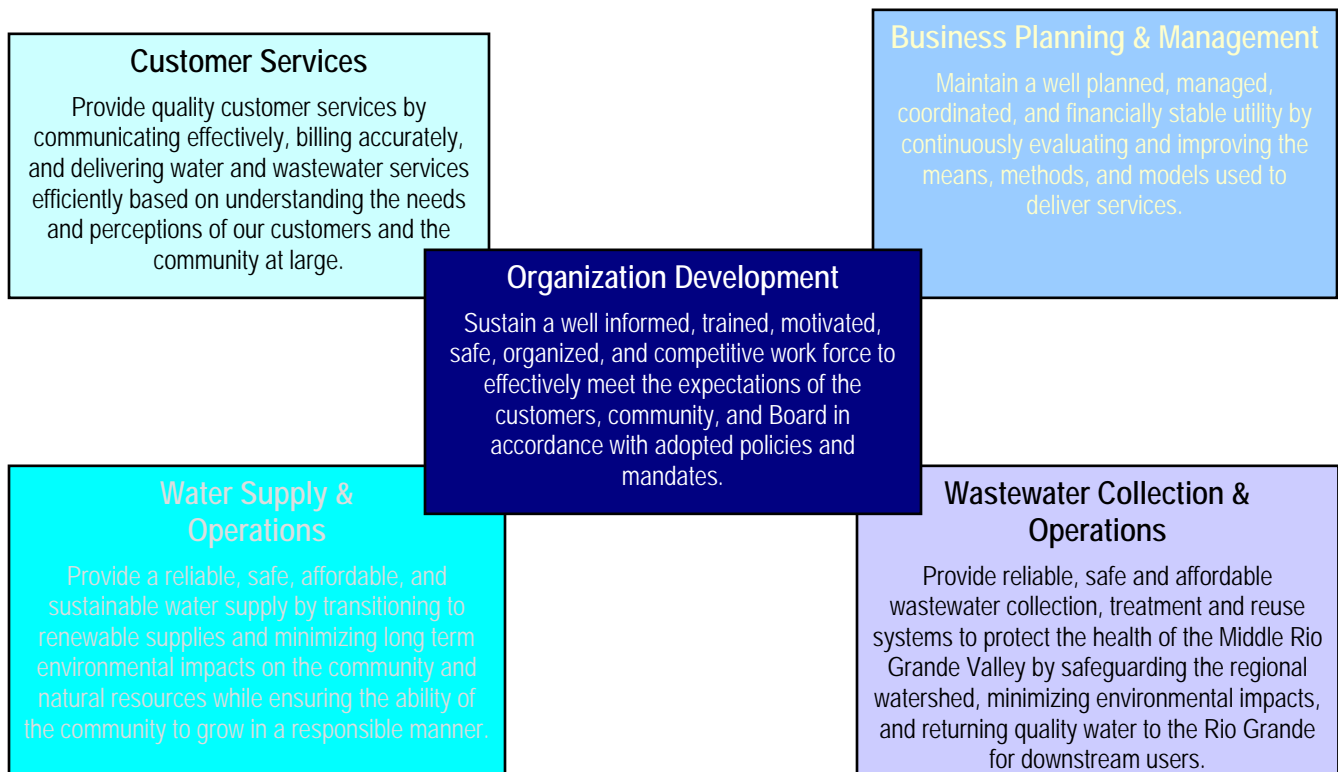 Customer Services
Provide quality customer services by
communicating effectively, billing accurately,
and delivering water and wastewater services
efficiently based on understanding the needs
and perceptions of our customers and the
community at large.
Business Planning & Management
Maintain a well planned, managed,
coordinated, and financially stable utility by
continuously evaluating and improving the
means, methods, and models used to
deliver services.
Organization Development
Sustain a well informed, trained, motivated,
safe, organized, and competitive work force to
effectively meet the expectations of the
customers, community, and Board in
accordance with adopted policies and
mandates.
Water Supply &
Operations
Provide a reliable, safe, affordable, and
sustainable water supply by transitioning to
renewable supplies and minimizing long term
environmental impacts on the community and
natural resources while ensuring the ability of
the community to grow in a responsible manner.
Wastewater Collection &
Operations
Provide reliable, safe and affordable
wastewater collection, treatment and reuse
systems to protect the health of the Middle Rio
Grande Valley by safeguarding the regional
watershed, minimizing environmental impacts,
and returning quality water to the Rio Grande
for downstream users.